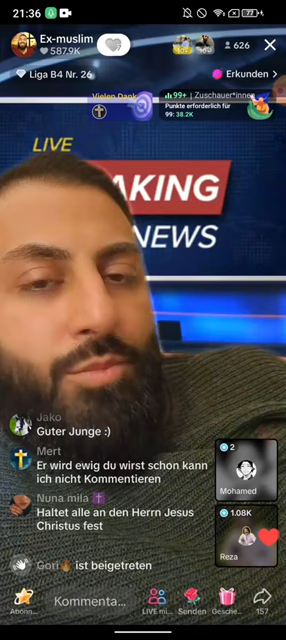 21:36
77
Ex-muslim
587.9K
626
Liga B4 Nr. 26
Erkunden >
Vielen Dank
99+ | Zuschauer*innen
Punkte erforderlich für
99: 38.2K
LIVE
AKING
NEWS
Jako
Guter Junge :)
Mert
Er wird ewig du wirst schon kann
ich nicht Kommentieren
Nuna mila
Haltet alle an den Herrn Jesus
Christus fest
Gori ist beigetreten
2
Mohamed
1.08K
Reza
Abonn...
Kommenta...
LIVE mi...
Senden
Gesche...
157